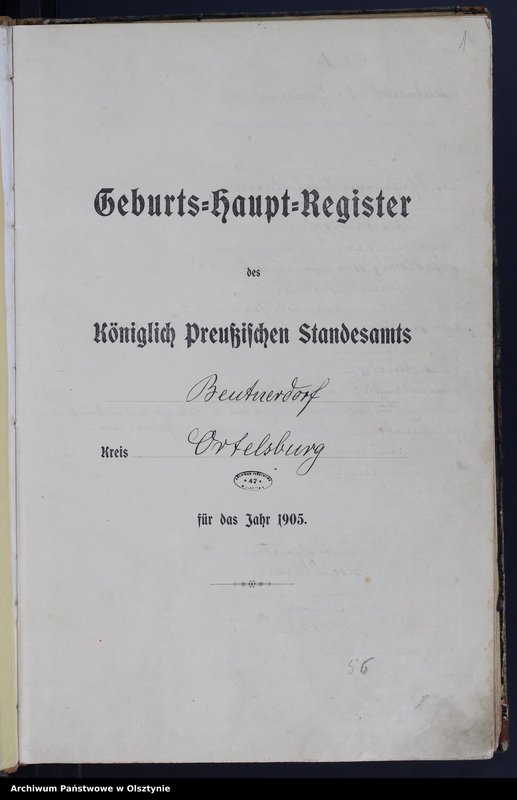 1
Geburts=Haupt=Register
des
Königlich Preußischen Standesamts
Beutnerdorf
Kreis Ortelsburg
* 47 *
für das Jahr 1905.
56
Archiwum Państwowe w Olsztynie